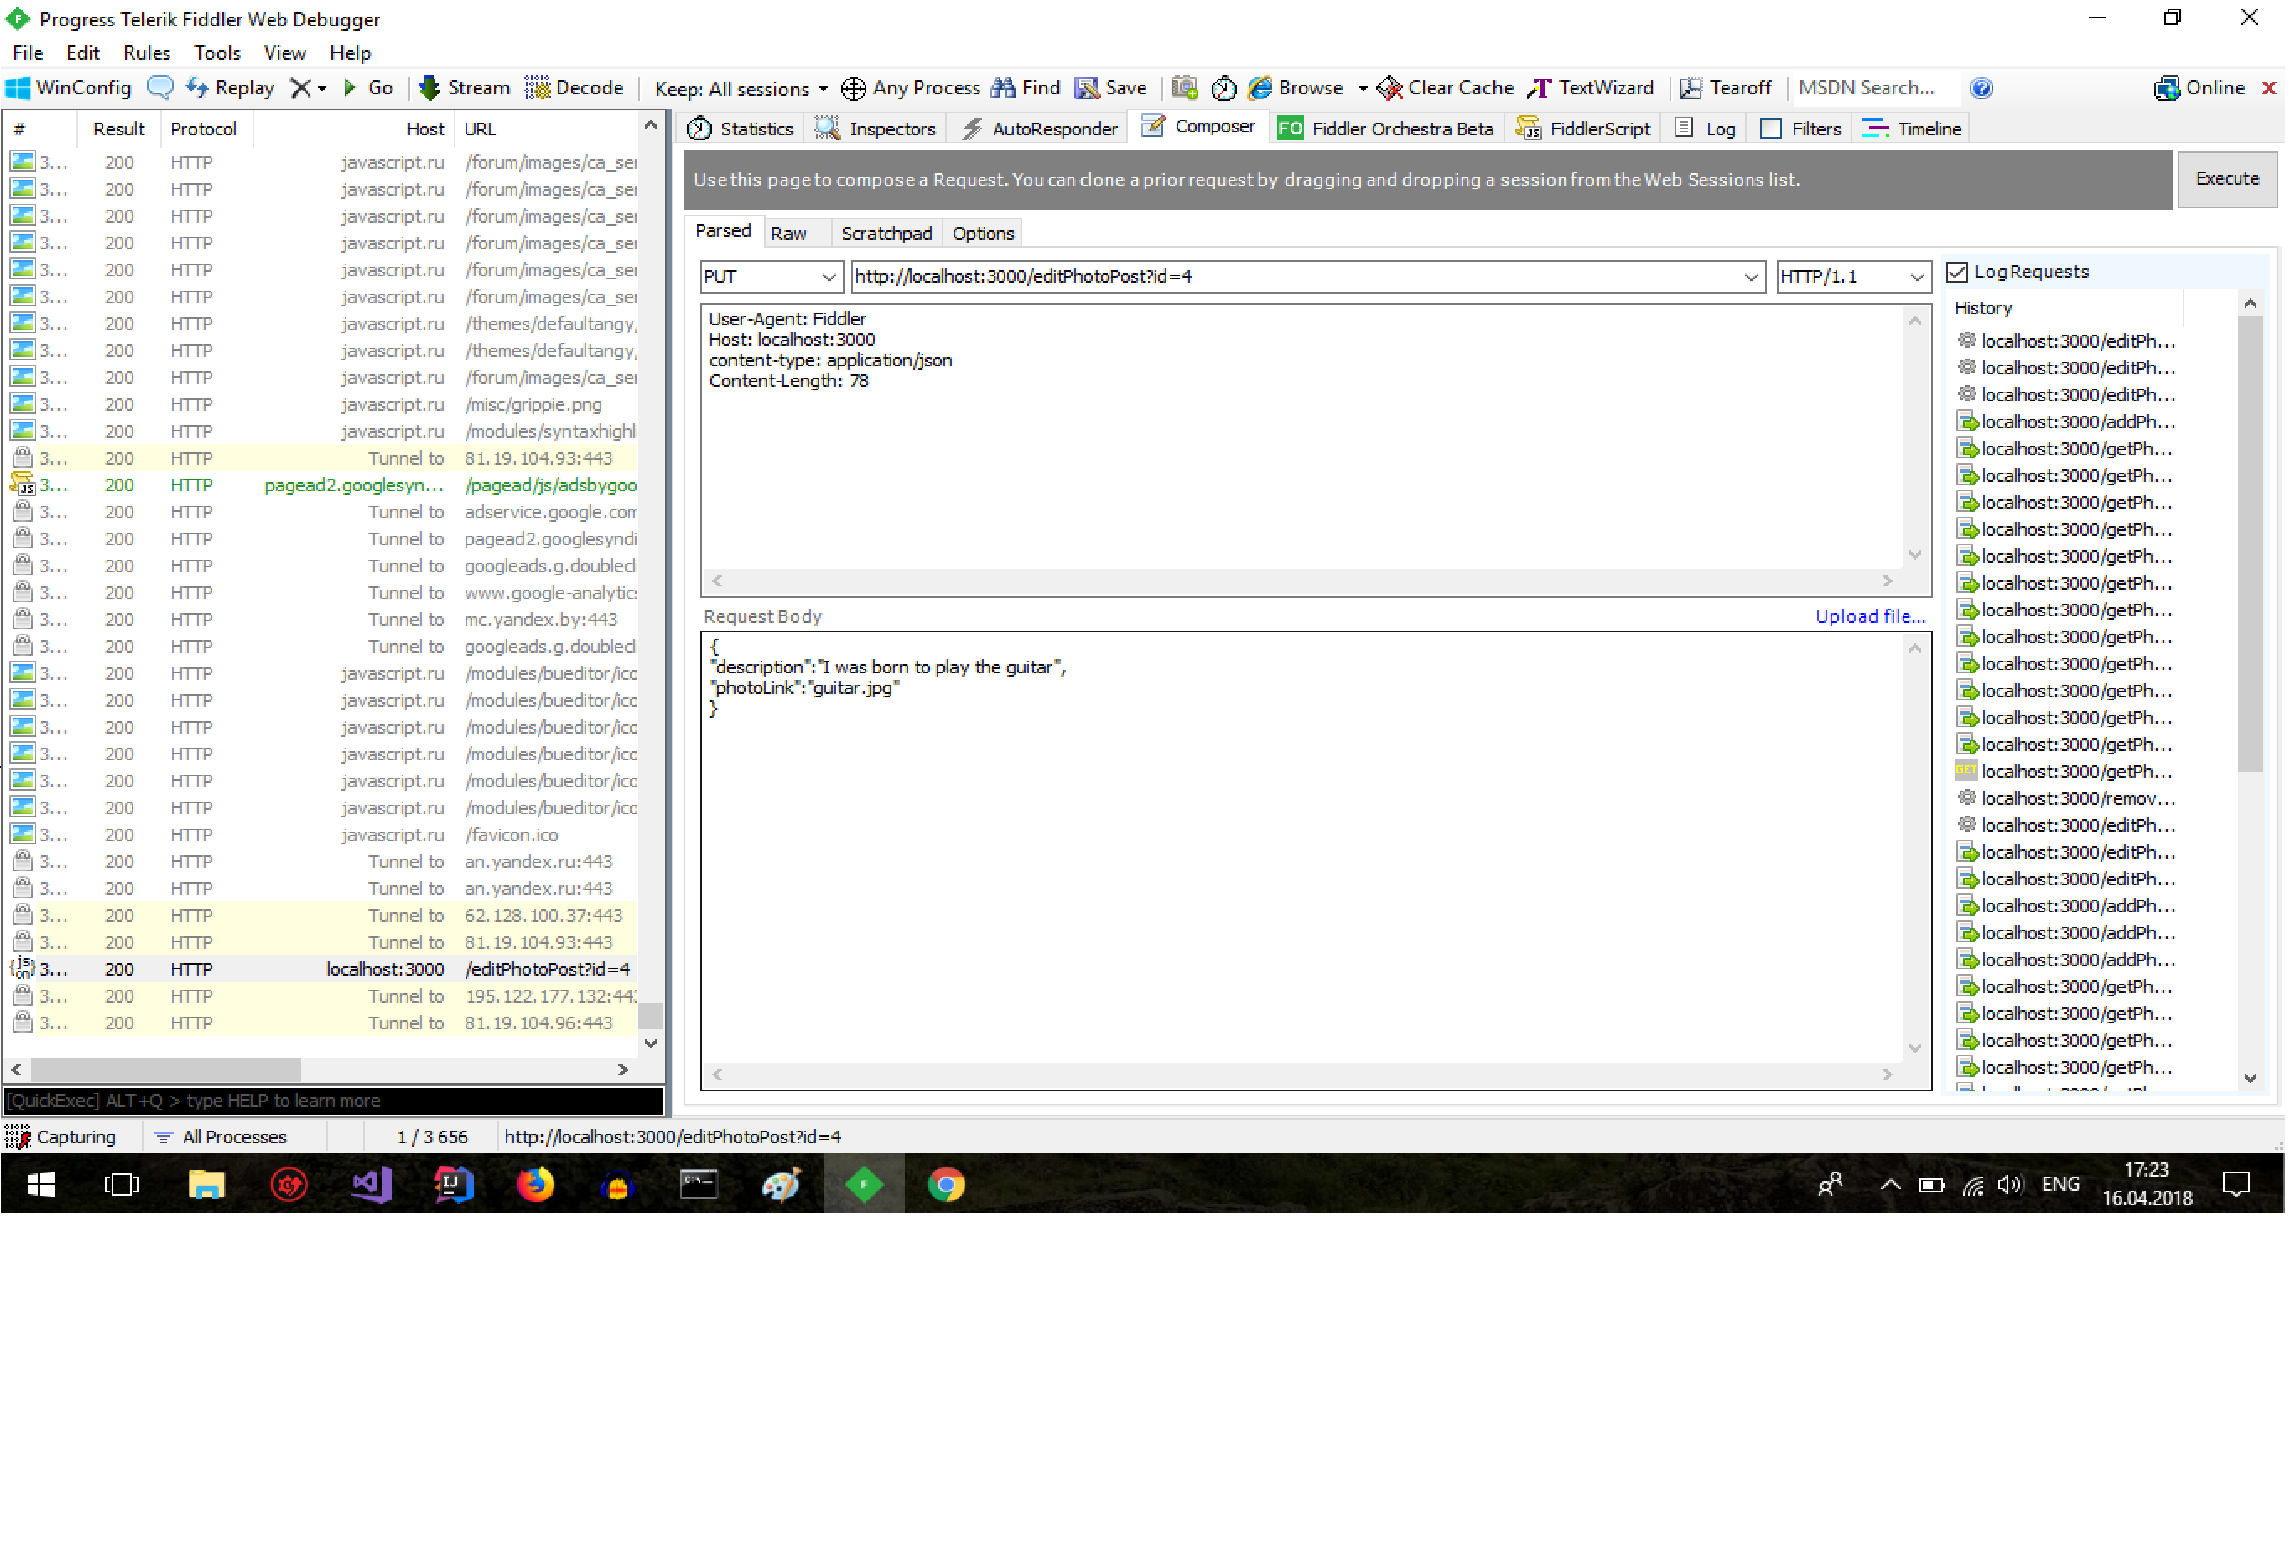 Progress Telerik Fiddler Web Debugger
File Edit Rules Tools View Help
WinConfig Replay Go Stream Decode Keep: All sessions Any Process Find Save Browse Clear Cache TextWizard Tearoff MSDN Search... Online
# Result Protocol Host URL
3... 200 HTTP javascript.ru /forum/images/ca_ser
3... 200 HTTP javascript.ru /forum/images/ca_ser
3... 200 HTTP javascript.ru /forum/images/ca_ser
3... 200 HTTP javascript.ru /forum/images/ca_ser
3... 200 HTTP javascript.ru /forum/images/ca_ser
3... 200 HTTP javascript.ru /forum/images/ca_ser
3... 200 HTTP javascript.ru /themes/defaultangy,
3... 200 HTTP javascript.ru /themes/defaultangy,
3... 200 HTTP javascript.ru /forum/images/ca_ser
3... 200 HTTP javascript.ru /misc/grippie.png
3... 200 HTTP javascript.ru /modules/syntaxhighl
3... 200 HTTP Tunnel to 81.19.104.93:443
3... 200 HTTP pagead2.googlesyn... /pagead/js/adsbygoo
3... 200 HTTP Tunnel to adservice.google.com
3... 200 HTTP Tunnel to pagead2.googlesyndi
3... 200 HTTP Tunnel to googleads.g.doublecl
3... 200 HTTP Tunnel to www.google-analytics
3... 200 HTTP Tunnel to mc.yandex.by:443
3... 200 HTTP Tunnel to googleads.g.doublecl
3... 200 HTTP javascript.ru /modules/bueditor/ico
3... 200 HTTP javascript.ru /modules/bueditor/ico
3... 200 HTTP javascript.ru /modules/bueditor/ico
3... 200 HTTP javascript.ru /modules/bueditor/ico
3... 200 HTTP javascript.ru /modules/bueditor/ico
3... 200 HTTP javascript.ru /modules/bueditor/ico
3... 200 HTTP javascript.ru /favicon.ico
3... 200 HTTP Tunnel to an.yandex.ru:443
3... 200 HTTP Tunnel to an.yandex.ru:443
3... 200 HTTP Tunnel to 62.128.100.37:443
3... 200 HTTP Tunnel to 81.19.104.93:443
3... 200 HTTP localhost:3000 /editPhotoPost?id=4
3... 200 HTTP Tunnel to 195.122.177.132:443
3... 200 HTTP Tunnel to 81.19.104.96:443
[QuickExec] ALT+Q > type HELP to learn more
Statistics Inspectors AutoResponder Composer FO Fiddler Orchestra Beta FiddlerScript Log Filters Timeline
Use this page to compose a Request. You can clone a prior request by dragging and dropping a session from the Web Sessions list.
Execute
Parsed Raw Scratchpad Options
PUT http://localhost:3000/editPhotoPost?id=4 HTTP/1.1
User-Agent: Fiddler
Host: localhost:3000
content-type: application/json
Content-Length: 78
Request Body Upload file...
{
"description":"I was born to play the guitar",
"photoLink":"guitar.jpg"
}
Log Requests
History
localhost:3000/editPh...
localhost:3000/editPh...
localhost:3000/editPh...
localhost:3000/addPh...
localhost:3000/getPh...
localhost:3000/getPh...
localhost:3000/getPh...
localhost:3000/getPh...
localhost:3000/getPh...
localhost:3000/getPh...
localhost:3000/getPh...
localhost:3000/getPh...
localhost:3000/getPh...
localhost:3000/getPh...
localhost:3000/getPh...
localhost:3000/getPh...
GET localhost:3000/getPh...
localhost:3000/remov...
localhost:3000/editPh...
localhost:3000/editPh...
localhost:3000/editPh...
localhost:3000/addPh...
localhost:3000/addPh...
localhost:3000/addPh...
localhost:3000/getPh...
localhost:3000/getPh...
localhost:3000/getPh...
localhost:3000/getPh...
Capturing All Processes 1 / 3 656 http://localhost:3000/editPhotoPost?id=4
ENG 17:23
16.04.2018